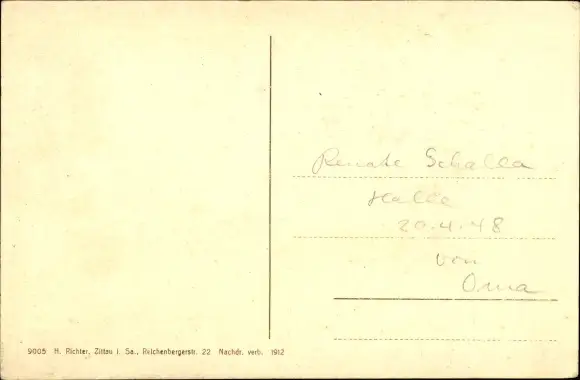 Renate Schalla
Halle
20.4.48
von
Oma
9005 H. Richter, Zittau i. Sa., Reichenbergerstr. 22 Nachdr. verb. 1912